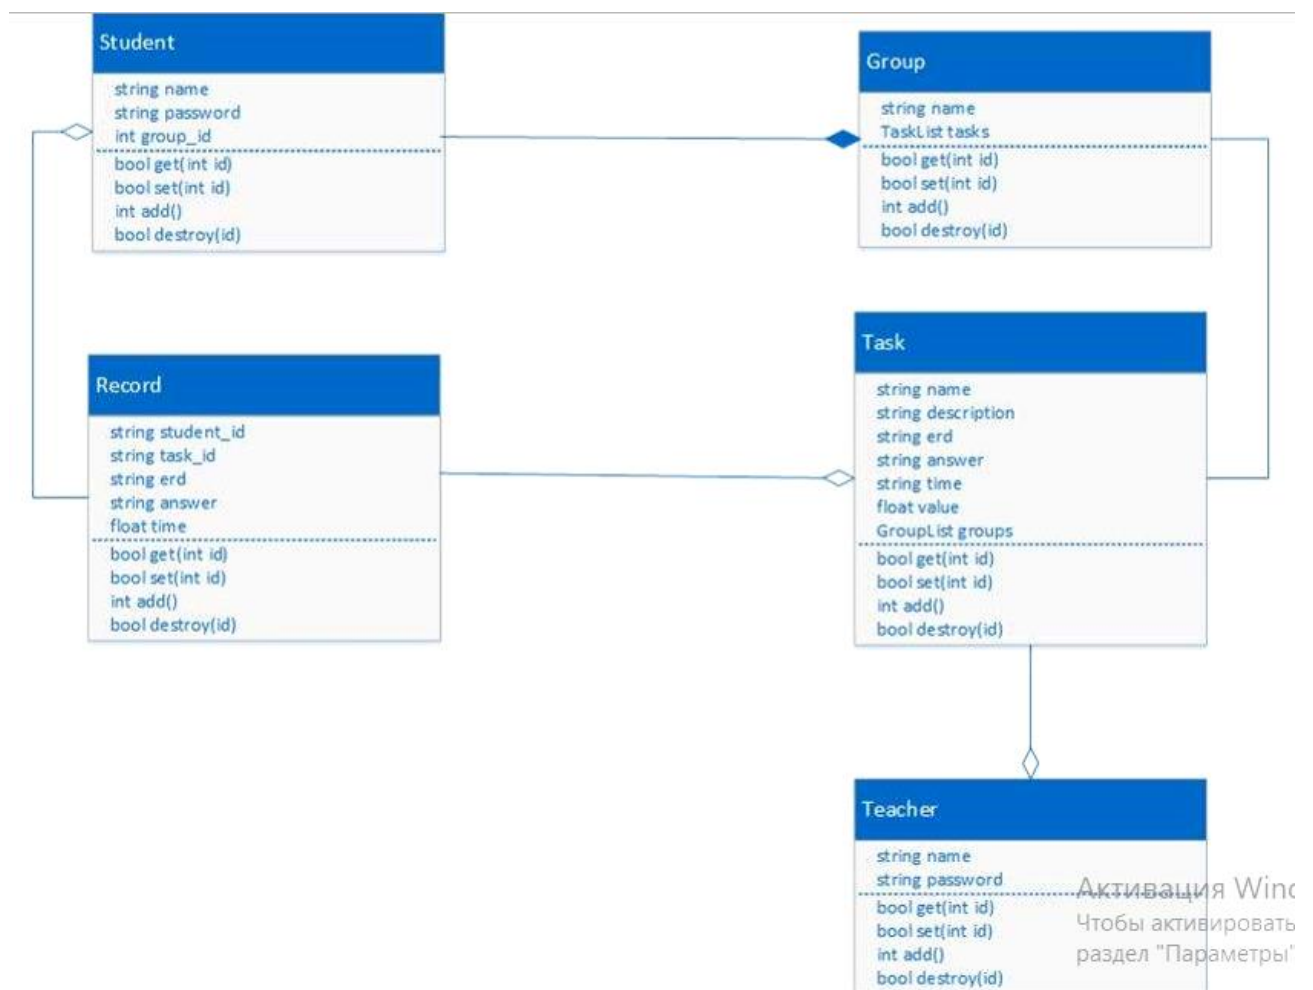 Student
string name
string password
int group_id
bool get(int id)
bool set(int id)
int add()
bool destroy(id)
Group
string name
TaskList tasks
bool get(int id)
bool set(int id)
int add()
bool destroy(id)
Record
string student_id
string task_id
string erd
string answer
float time
bool get(int id)
bool set(int id)
int add()
bool destroy(id)
Task
string name
string description
string erd
string answer
string time
float value
GroupList groups
bool get(int id)
bool set(int id)
int add()
bool destroy(id)
Teacher
string name
string password
bool get(int id)
bool set(int id)
int add()
bool destroy(id)
Активация Wind
Чтобы активировать
раздел "Параметры"